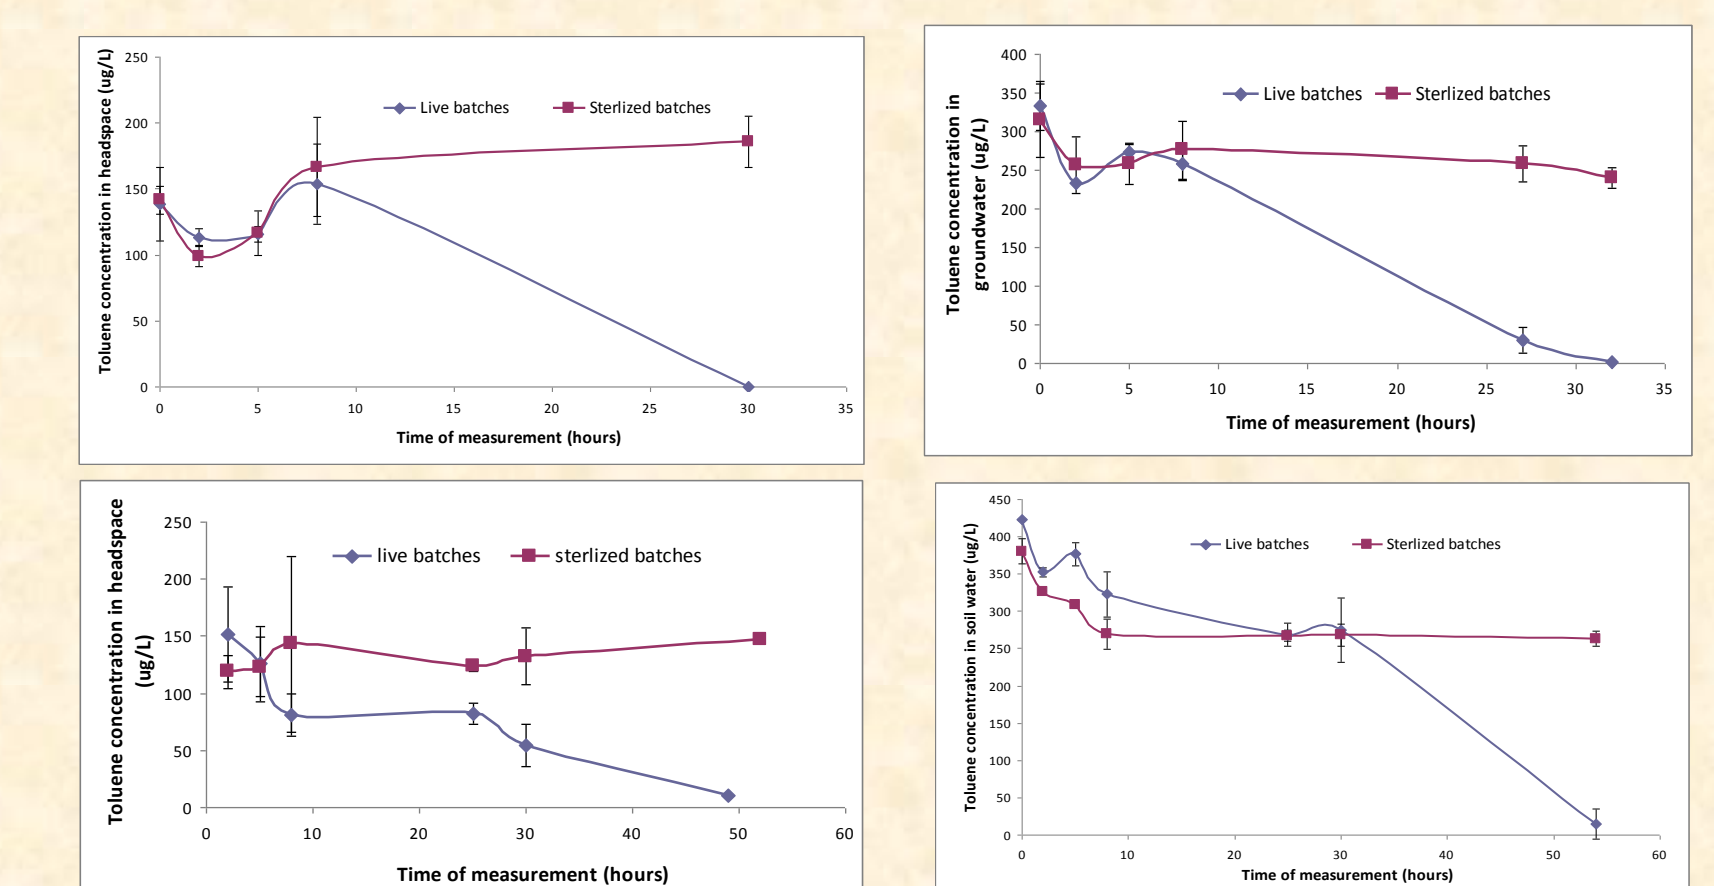 Toluene concentration in headspace (ug/L)
250
200
150
100
50
0
Live batches
Sterlized batches
0 5 10 15 20 25 30 35
Time of measurement (hours)
Toluene concentration in
groundwater (ug/L)
400
350
300
250
200
150
100
50
0
Live batches
Sterlized batches
0 5 10 15 20 25 30 35
Time of measurement (hours)
Toluene concentration in headspace
(ug/L)
250
200
150
100
50
0
live batches
sterlized batches
0 10 20 30 40 50 60
Time of measurement (hours)
Toluene concentration in soil water (ug/L)
450
400
350
300
250
200
150
100
50
0
Live batches
Sterlized batches
0 10 20 30 40 50 60
Time of measurement (hours)